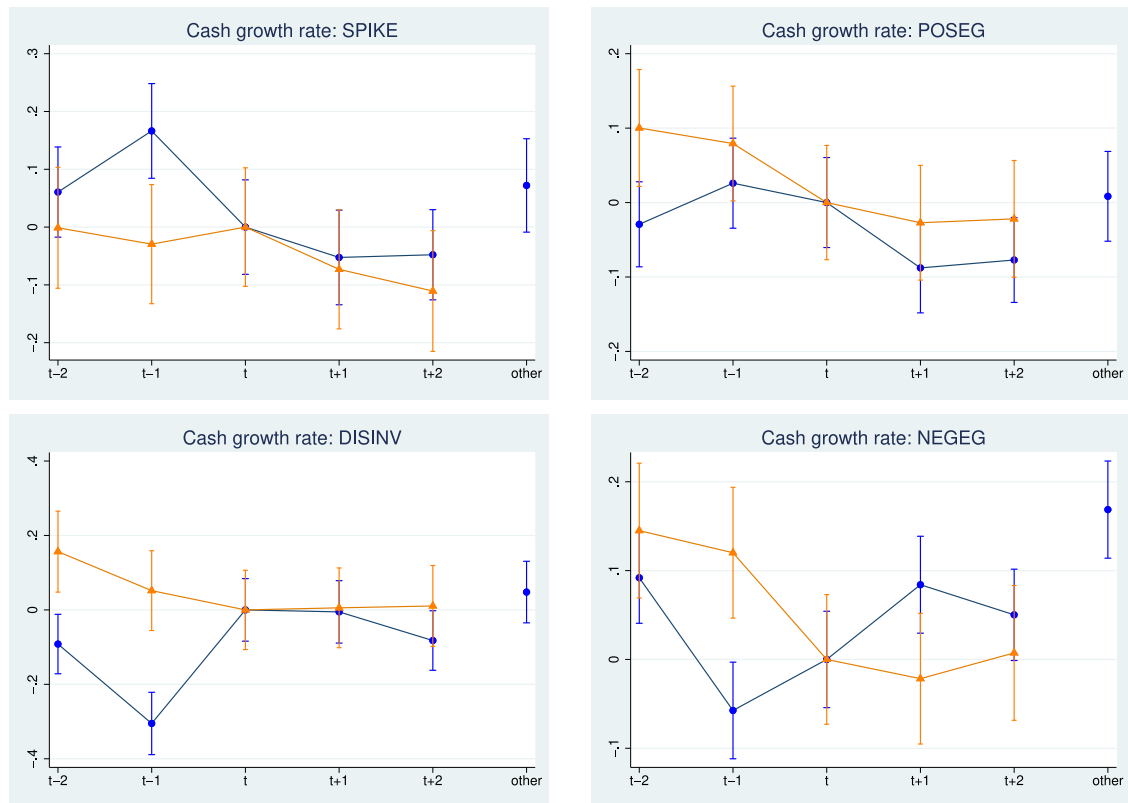 Cash growth rate: SPIKE
.3
.2
.1
0
−.1
−.2
t−2 t−1 t t+1 t+2 other
Cash growth rate: POSEG
.2
.1
0
−.1
−.2
t−2 t−1 t t+1 t+2 other
Cash growth rate: DISINV
.4
.2
0
−.2
−.4
t−2 t−1 t t+1 t+2 other
Cash growth rate: NEGEG
.2
.1
0
−.1
t−2 t−1 t t+1 t+2 other